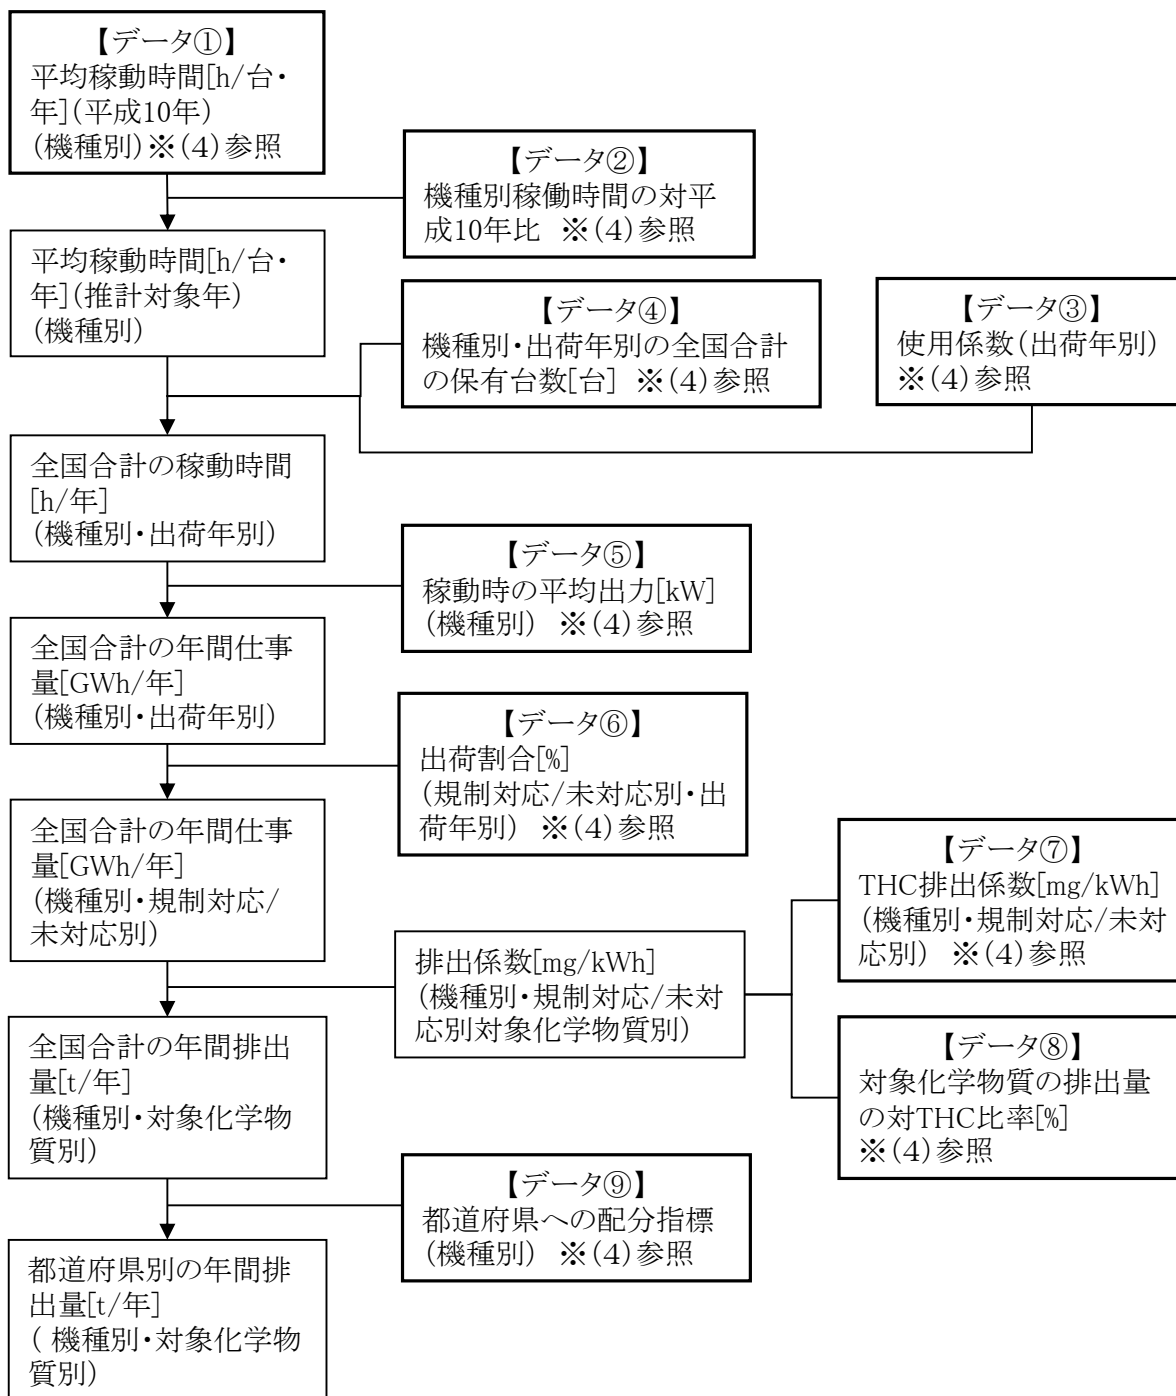 【データ①】
平均稼動時間[h/台・
年](平成10年)
(機種別)※(4)参照
【データ②】
機種別稼働時間の対平
成10年比 ※(4)参照
平均稼動時間[h/台・
年](推計対象年)
(機種別)
【データ④】
機種別・出荷年別の全国合計
の保有台数[台] ※(4)参照
【データ③】
使用係数(出荷年別)
※(4)参照
全国合計の稼動時間
[h/年]
(機種別・出荷年別)
【データ⑤】
稼動時の平均出力[kW]
(機種別) ※(4)参照
全国合計の年間仕事
量[GWh/年]
(機種別・出荷年別)
【データ⑥】
出荷割合[%]
(規制対応/未対応別・出
荷年別) ※(4)参照
全国合計の年間仕事
量[GWh/年]
(機種別・規制対応/
未対応別)
【データ⑦】
THC排出係数[mg/kWh]
(機種別・規制対応/未対
応別) ※(4)参照
排出係数[mg/kWh]
(機種別・規制対応/未対
応別対象化学物質別)
【データ⑧】
対象化学物質の排出量
の対THC比率[%]
※(4)参照
全国合計の年間排出
量[t/年]
(機種別・対象化学物
質別)
【データ⑨】
都道府県への配分指標
(機種別) ※(4)参照
都道府県別の年間排
出量[t/年]
( 機種別・対象化学物
質別)